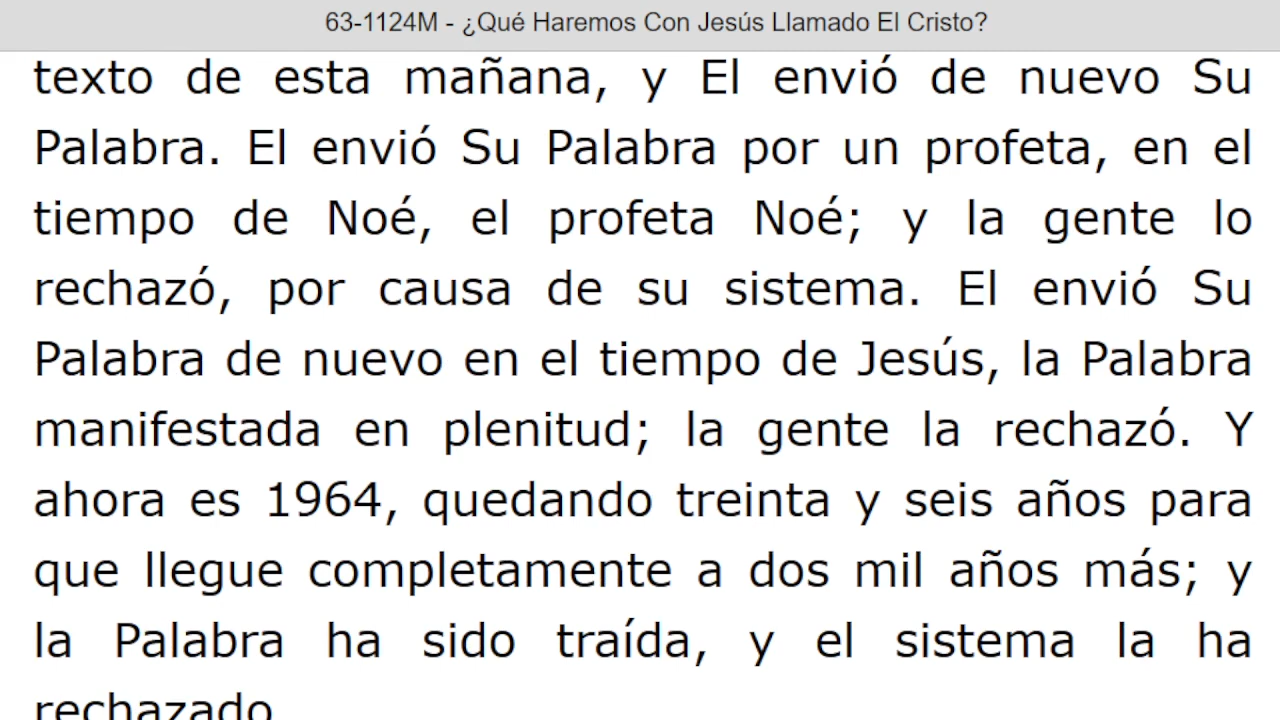 63-1124M - ¿Qué Haremos Con Jesús Llamado El Cristo?
texto de esta mañana, y El envió de nuevo Su
Palabra. El envió Su Palabra por un profeta, en el
tiempo de Noé, el profeta Noé; y la gente lo
rechazó, por causa de su sistema. El envió Su
Palabra de nuevo en el tiempo de Jesús, la Palabra
manifestada en plenitud; la gente la rechazó. Y
ahora es 1964, quedando treinta y seis años para
que llegue completamente a dos mil años más; y
la Palabra ha sido traída, y el sistema la ha
rechazado